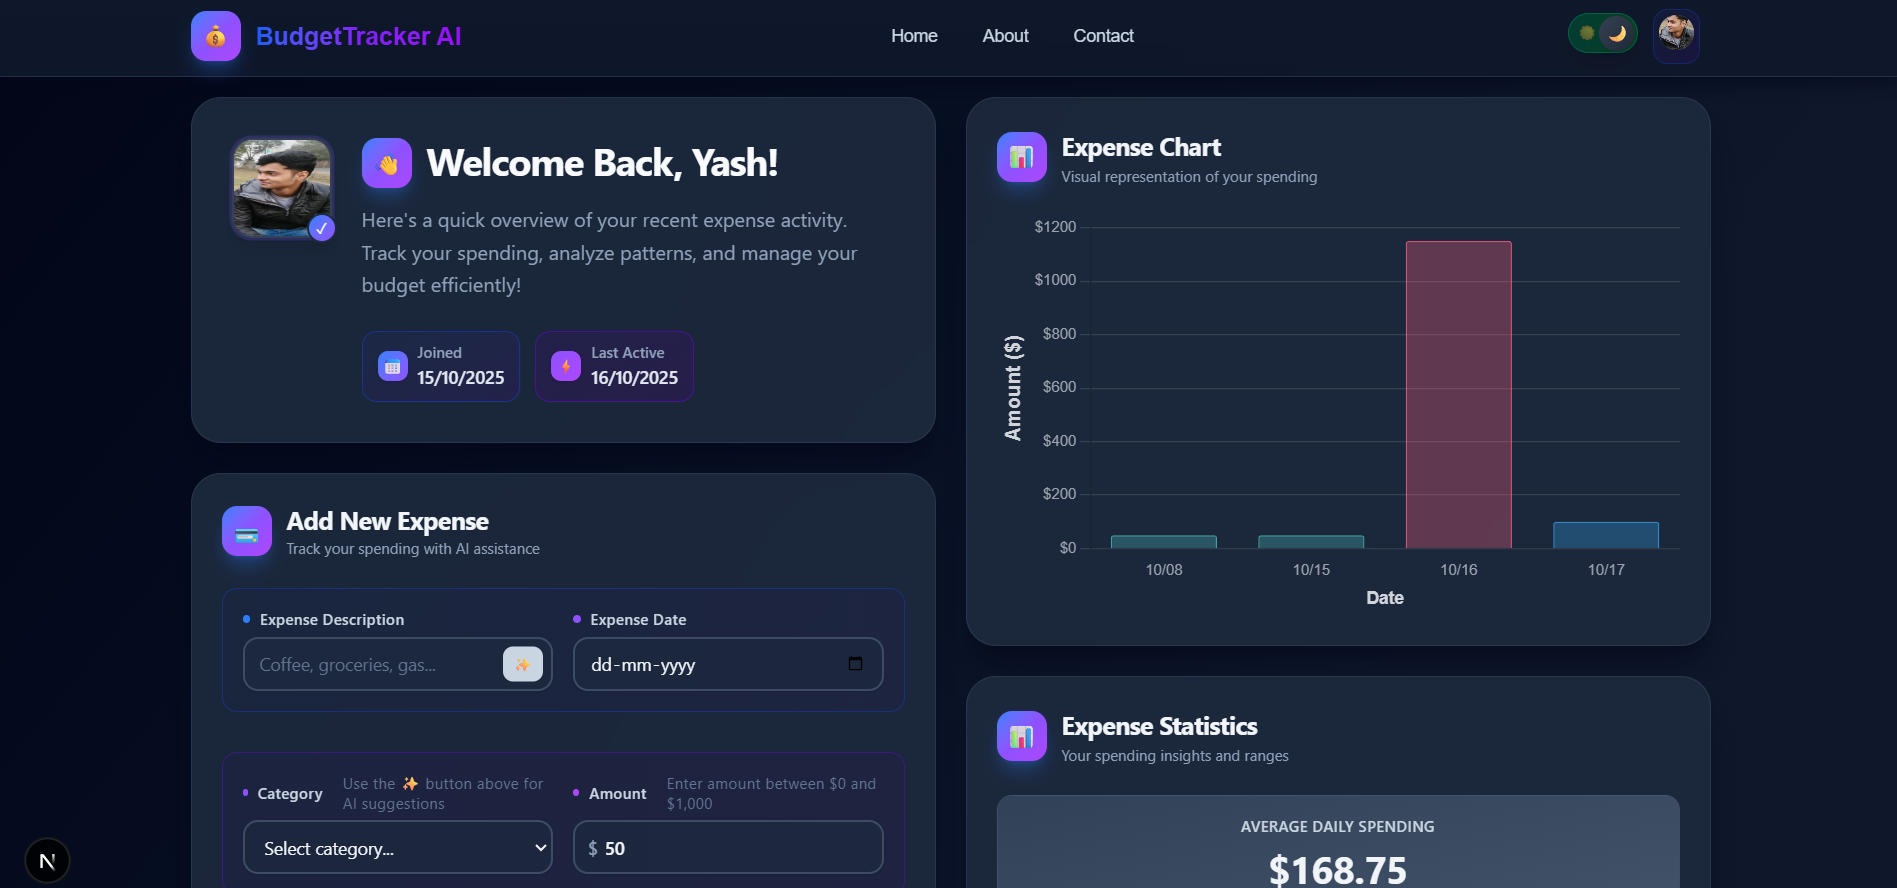 BudgetTracker AI
Home
About
Contact
Welcome Back, Yash!
Here's a quick overview of your recent expense activity.
Track your spending, analyze patterns, and manage your
budget efficiently!
Joined
15/10/2025
Last Active
16/10/2025
Add New Expense
Track your spending with AI assistance
Expense Description
Coffee, groceries, gas...
Expense Date
dd-mm-yyyy
Category
Use the ✨ button above for
AI suggestions
Select category...
Amount
Enter amount between $0 and
$1,000
$ 50
N
Expense Chart
Visual representation of your spending
Amount ($)
$1200
$1000
$800
$600
$400
$200
$0
10/08
10/15
10/16
10/17
Date
Expense Statistics
Your spending insights and ranges
AVERAGE DAILY SPENDING
$168.75